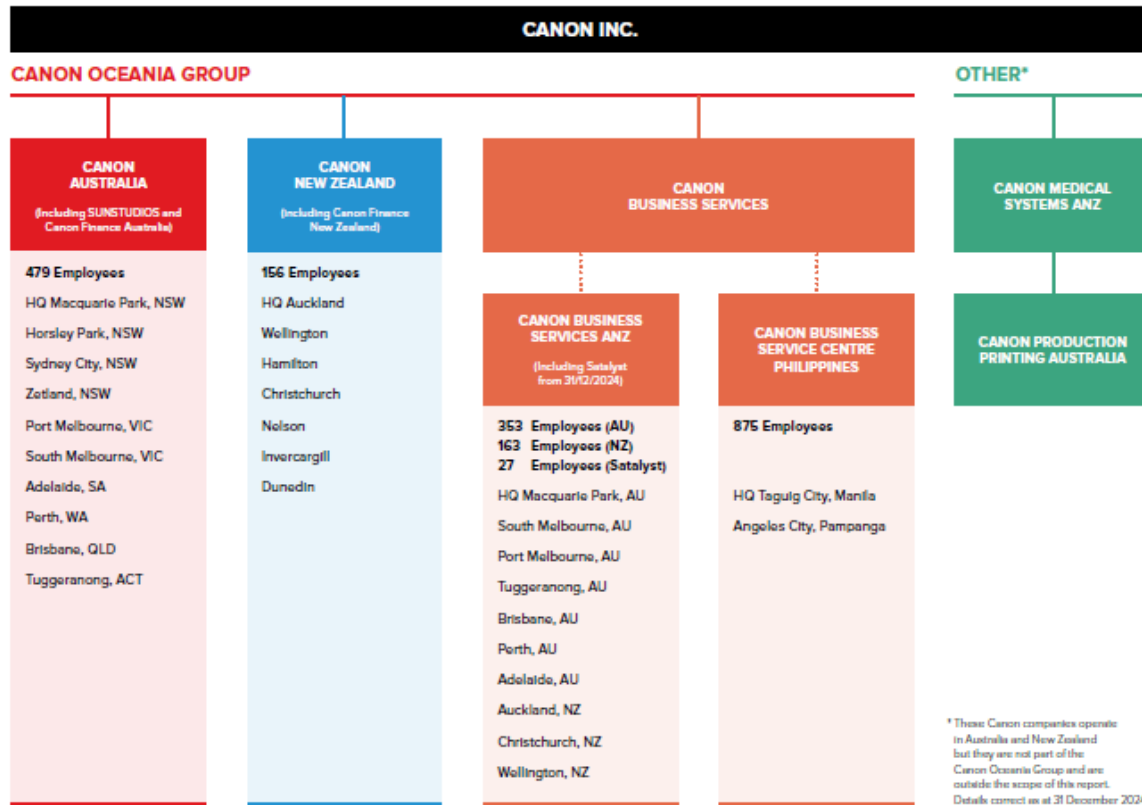 CANON INC.
CANON OCEANIA GROUP
OTHER*
CANON
AUSTRALIA
(Including SUNSTUDIOS and
Canon Finance Australia)
479 Employees
HQ Macquarie Park, NSW
Horsley Park, NSW
Sydney City, NSW
Zetland, NSW
Port Melbourne, VIC
South Melbourne, VIC
Adelaide, SA
Perth, WA
Brisbane, QLD
Tuggeranong, ACT
CANON
NEW ZEALAND
(including Canon Finance
New Zealand)
156 Employees
HQ Auckland
Wellington
Hamilton
Christchurch
Nelson
Invercargill
Dunedin
CANON
BUSINESS SERVICES
CANON BUSINESS
SERVICES ANZ
(Including Satalyst
from 31/12/2024)
353 Employees (AU)
163 Employees (NZ)
27 Employees (Satalyst)
HQ Macquarie Park, AU
South Melbourne, AU
Port Melbourne, AU
Tuggeranong, AU
Brisbane, AU
Perth, AU
Adelaide, AU
Auckland, NZ
Christchurch, NZ
Wellington, NZ
CANON BUSINESS
SERVICE CENTRE
PHILIPPINES
875 Employees
HQ Taguig City, Manila
Angeles City, Pampanga
CANON MEDICAL
SYSTEMS ANZ
CANON PRODUCTION
PRINTING AUSTRALIA
* These Canon companies operate
in Australia and New Zealand
but they are not part of the
Canon Oceania Group and are
outside the scope of this report.
Details correct as at 31 December 2024